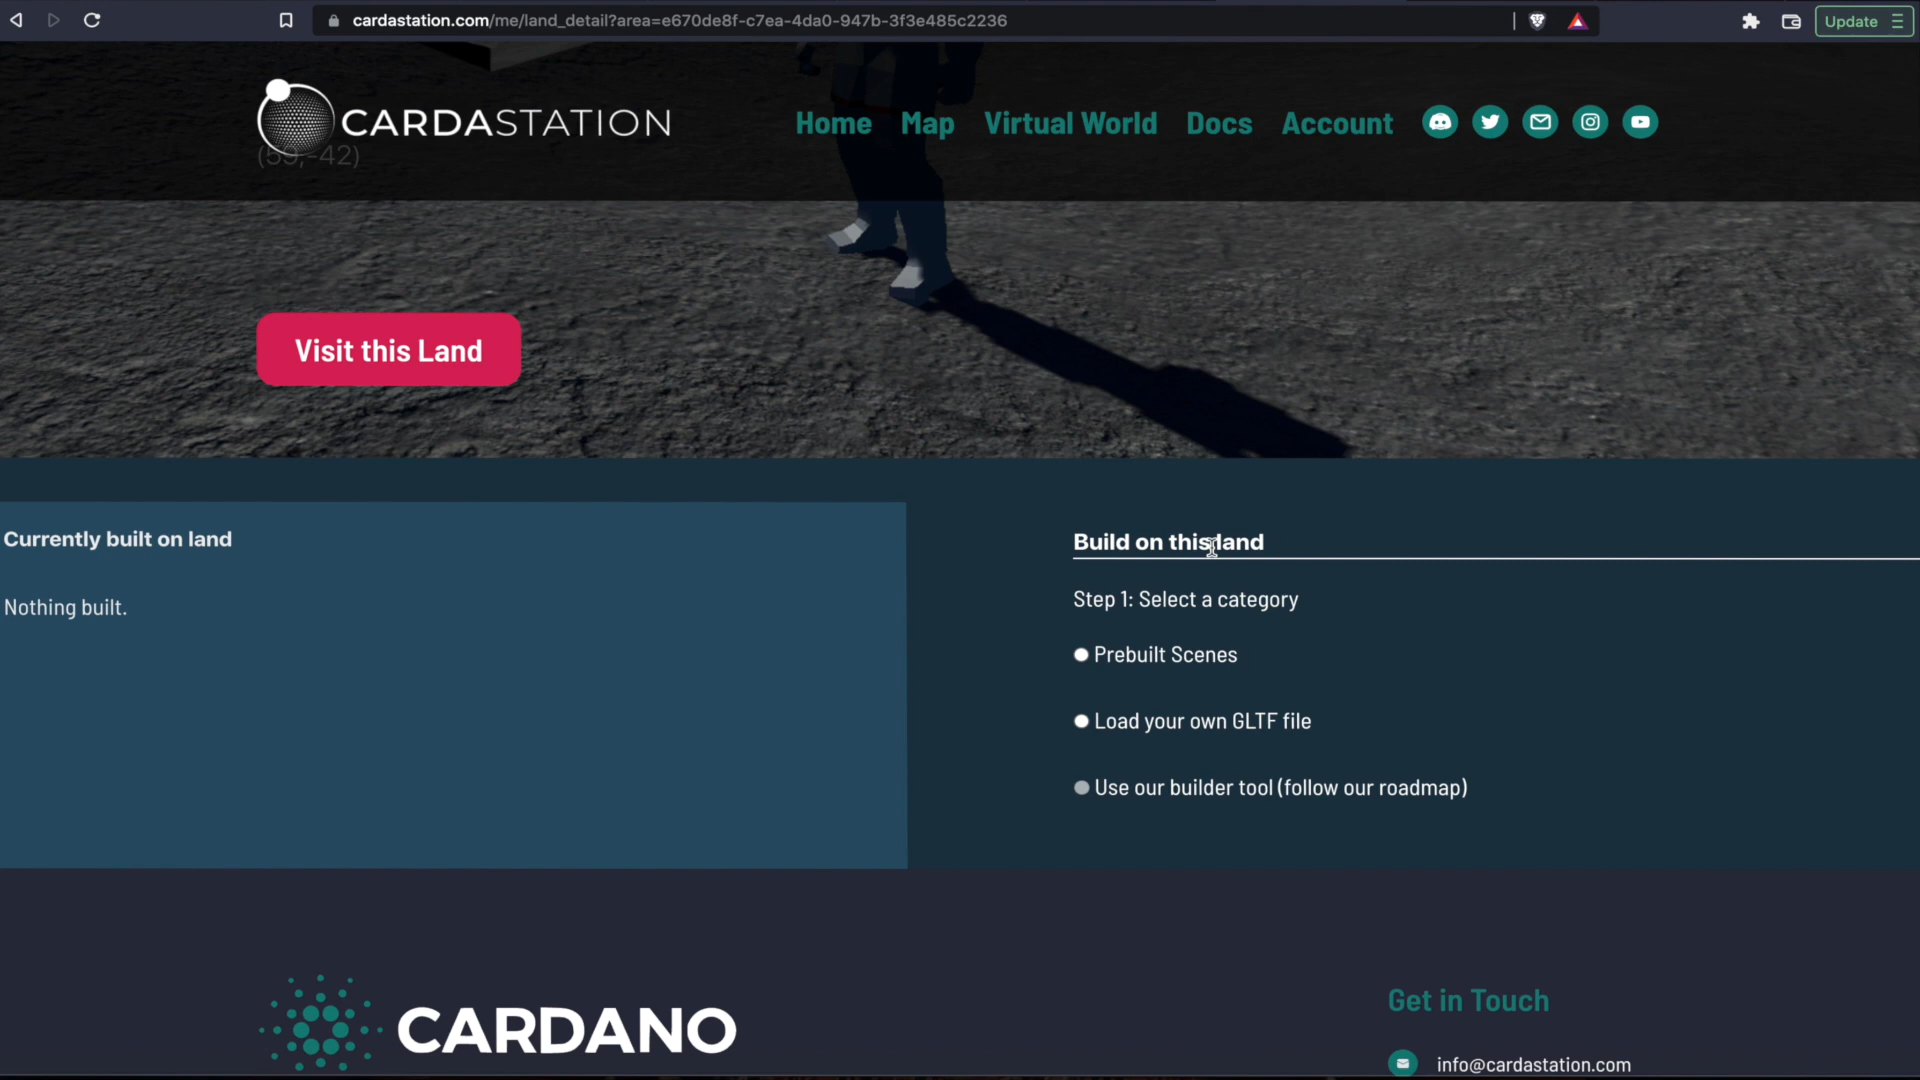 cardastation.com/me/land_detail?area=e670de8f-c7ea-4da0-947b-3f3e485c2236
Update
CARDASTATION
Home
Map
Virtual World
Docs
Account
(59,-42)
Visit this Land
Currently built on land
Nothing built.
Build on this land
Step 1: Select a category
Prebuilt Scenes
Load your own GLTF file
Use our builder tool (follow our roadmap)
CARDANO
Get in Touch
info@cardastation.com